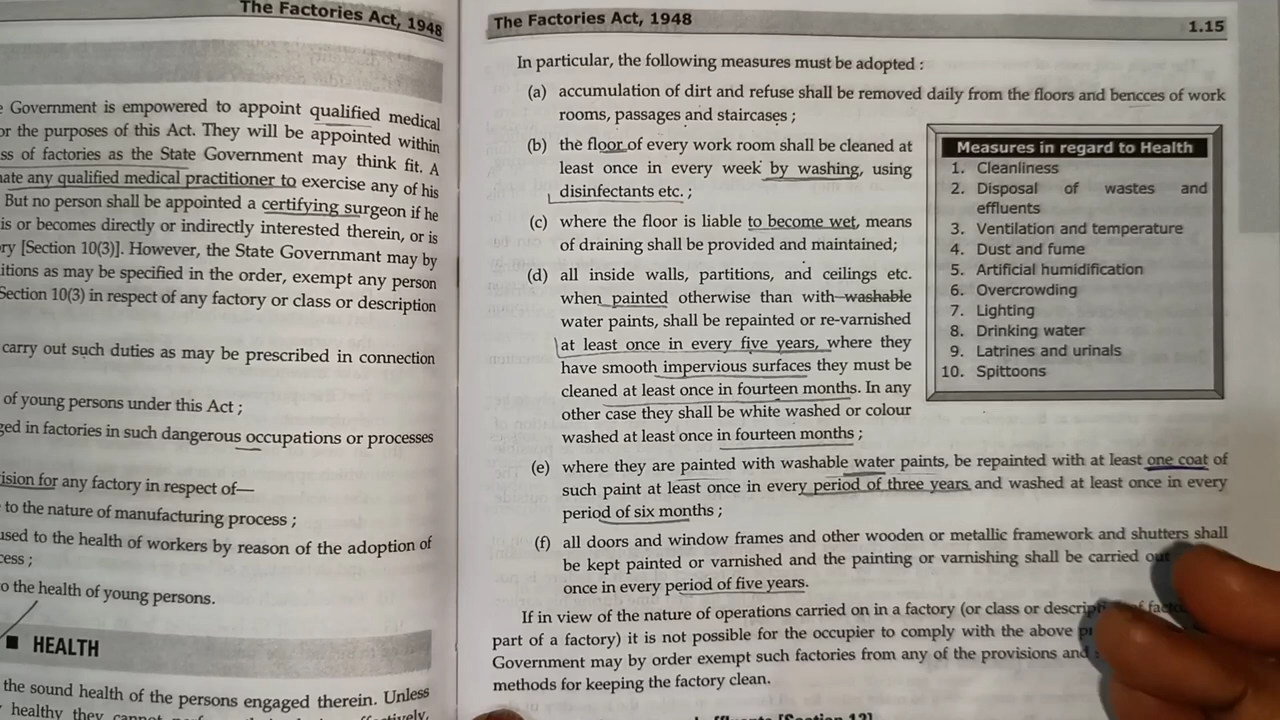 The Factories Act, 1948
Government is empowered to appoint qualified medical
or the purposes of this Act. They will be appointed within
ss of factories as the State Government may think fit. A
nate any qualified medical practitioner to exercise any of his
But no person shall be appointed a certifying surgeon if he
is or becomes directly or indirectly interested therein, or is
ry [Section 10(3)]. However, the State Governmant may by
itions as may be specified in the order, exempt any person
Section 10(3) in respect of any factory or class or description
carry out such duties as may be prescribed in connection
of young persons under this Act ;
ged in factories in such dangerous occupations or processes
ision for any factory in respect of—
to the nature of manufacturing process ;
used to the health of workers by reason of the adoption of
cess ;
o the health of young persons.
■ HEALTH
the sound health of the persons engaged therein. Unless
healthy they
The Factories Act, 1948 1.15
In particular, the following measures must be adopted :
(a) accumulation of dirt and refuse shall be removed daily from the floors and bencces of work
rooms, passages and staircases ;
(b) the floor of every work room shall be cleaned at
least once in every week by washing, using
disinfectants etc. ;
(c) where the floor is liable to become wet, means
of draining shall be provided and maintained;
(d) all inside walls, partitions, and ceilings etc.
when painted otherwise than with washable
water paints, shall be repainted or re-varnished
at least once in every five years, where they
have smooth impervious surfaces they must be
cleaned at least once in fourteen months. In any
other case they shall be white washed or colour
washed at least once in fourteen months ;
Measures in regard to Health
1. Cleanliness
2. Disposal of wastes and
effluents
3. Ventilation and temperature
4. Dust and fume
5. Artificial humidification
6. Overcrowding
7. Lighting
8. Drinking water
9. Latrines and urinals
10. Spittoons
(e) where they are painted with washable water paints, be repainted with at least one coat of
such paint at least once in every period of three years and washed at least once in every
period of six months ;
(f) all doors and window frames and other wooden or metallic framework and shutters shall
be kept painted or varnished and the painting or varnishing shall be carried ou
once in every period of five years.
If in view of the nature of operations carried on in a factory (or class or descript of fact
part of a factory) it is not possible for the occupier to comply with the above p
Government may by order exempt such factories from any of the provisions and
methods for keeping the factory clean.
[Section 12]